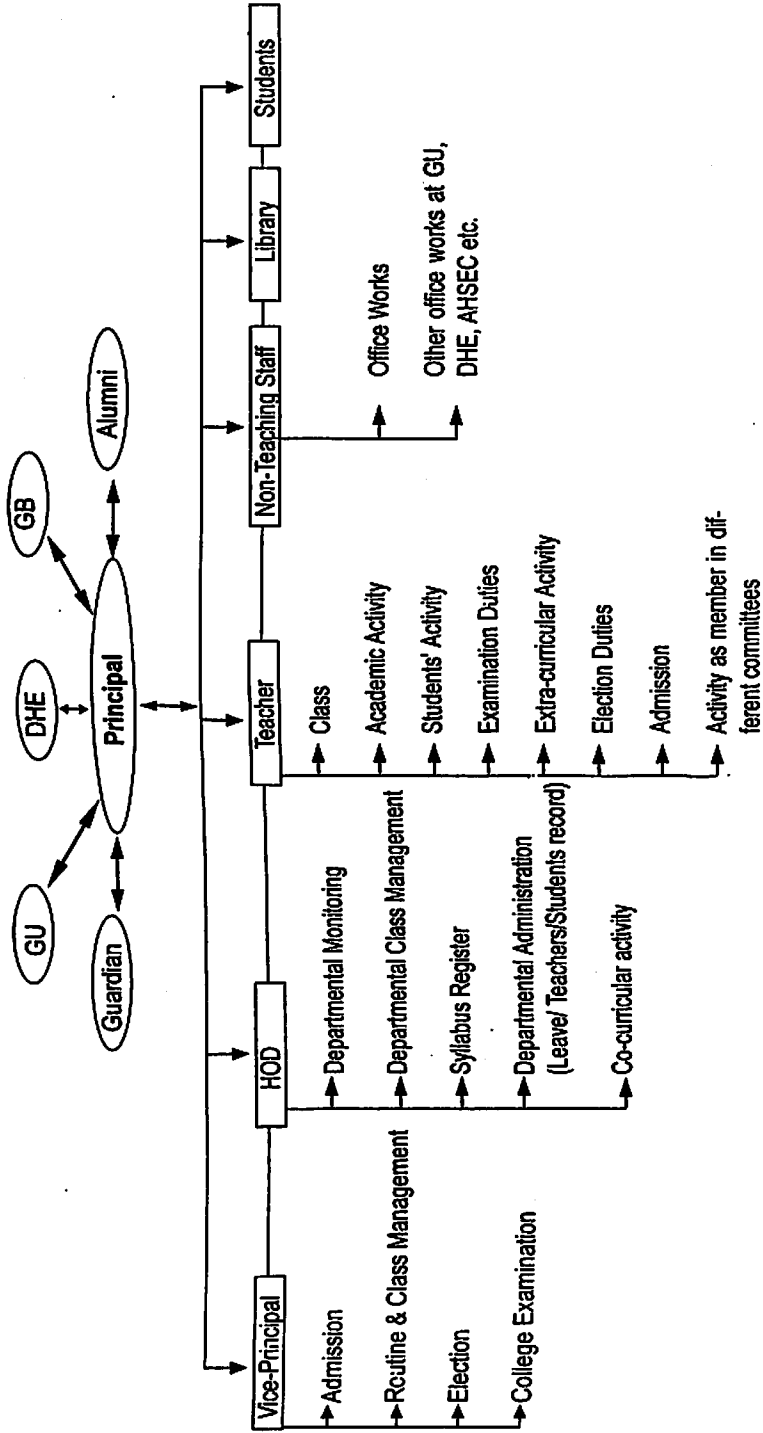 GU
DHE
GB
Guardian
Principal
Alumni
Vice-Principal
HOD
Teacher
Non-Teaching Staff
Library
Students
Admission
Routine & Class Management
Election
College Examination
Departmental Monitoring
Departmental Class Management
Syllabus Register
Departmental Administration
(Leave/ Teachers/Students record)
Co-curricular activity
Class
Academic Activity
Students' Activity
Examination Duties
Extra-curricular Activity
Election Duties
Admission
Activity as member in dif-
ferent committees
Office Works
Other office works at GU,
DHE, AHSEC etc.